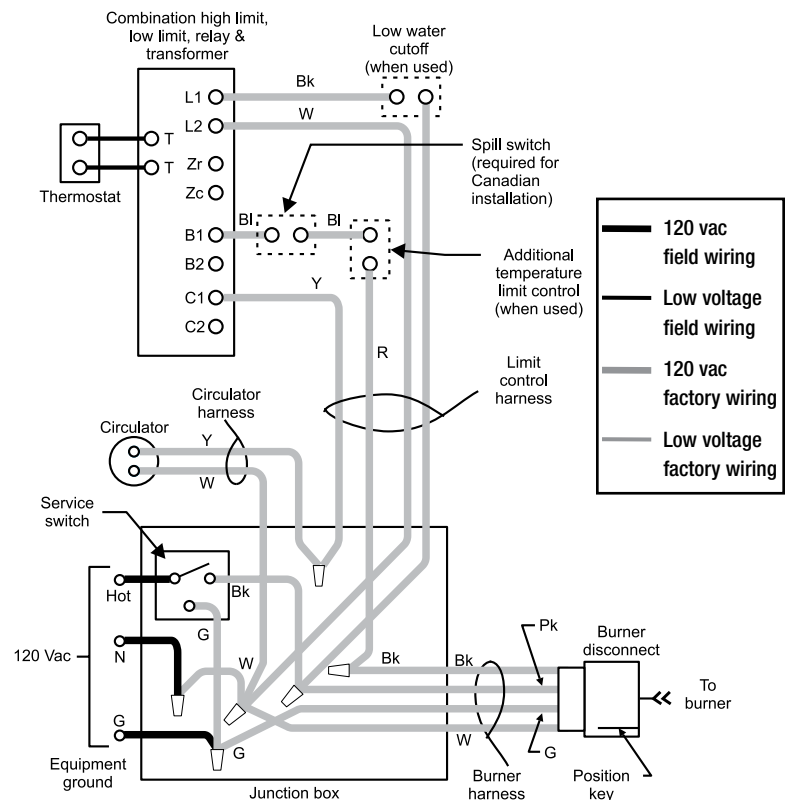 Combination high limit,
low limit, relay &
transformer
Low water
cutoff
(when used)
L1
Bk
L2
W
T
T
Thermostat
Zr
Zc
Spill switch
(required for
Canadian
installation)
B1
Bl
Bl
B2
C1
Y
C2
Additional
temperature
limit control
(when used)
R
120 vac
field wiring
Low voltage
field wiring
120 vac
factory wiring
Low voltage
factory wiring
Limit
control
harness
Circulator
harness
Circulator
Y
W
Service
switch
Hot
Bk
G
N
120 Vac
W
G
G
Equipment
ground
Junction box
Bk
Bk
Pk
W
G
Burner
disconnect
To
burner
Burner
harness
Position
key